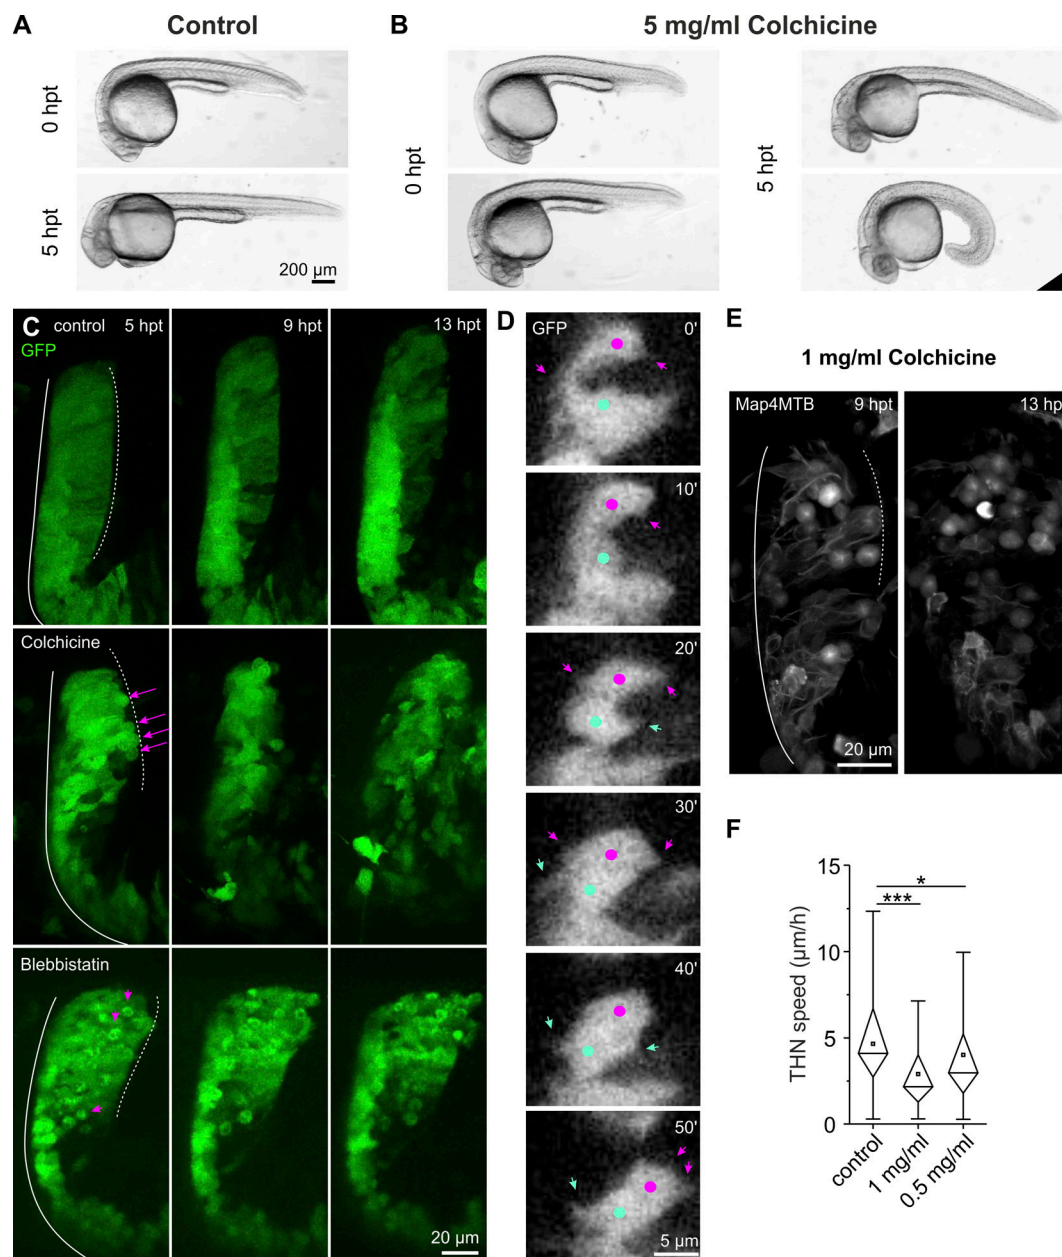 A Control
B 5 mg/ml Colchicine
0 hpt
5 hpt
200 µm
0 hpt
5 hpt
C control 5 hpt
GFP
9 hpt
13 hpt
Colchicine
Blebbistatin
20 µm
D GFP 0'
10'
20'
30'
40'
50'
5 µm
E
1 mg/ml Colchicine
Map4MTB 9 hpt
13 hpt
20 µm
F
THN speed (µm/h)
15
10
5
0
*
***
control
1 mg/ml
0.5 mg/ml